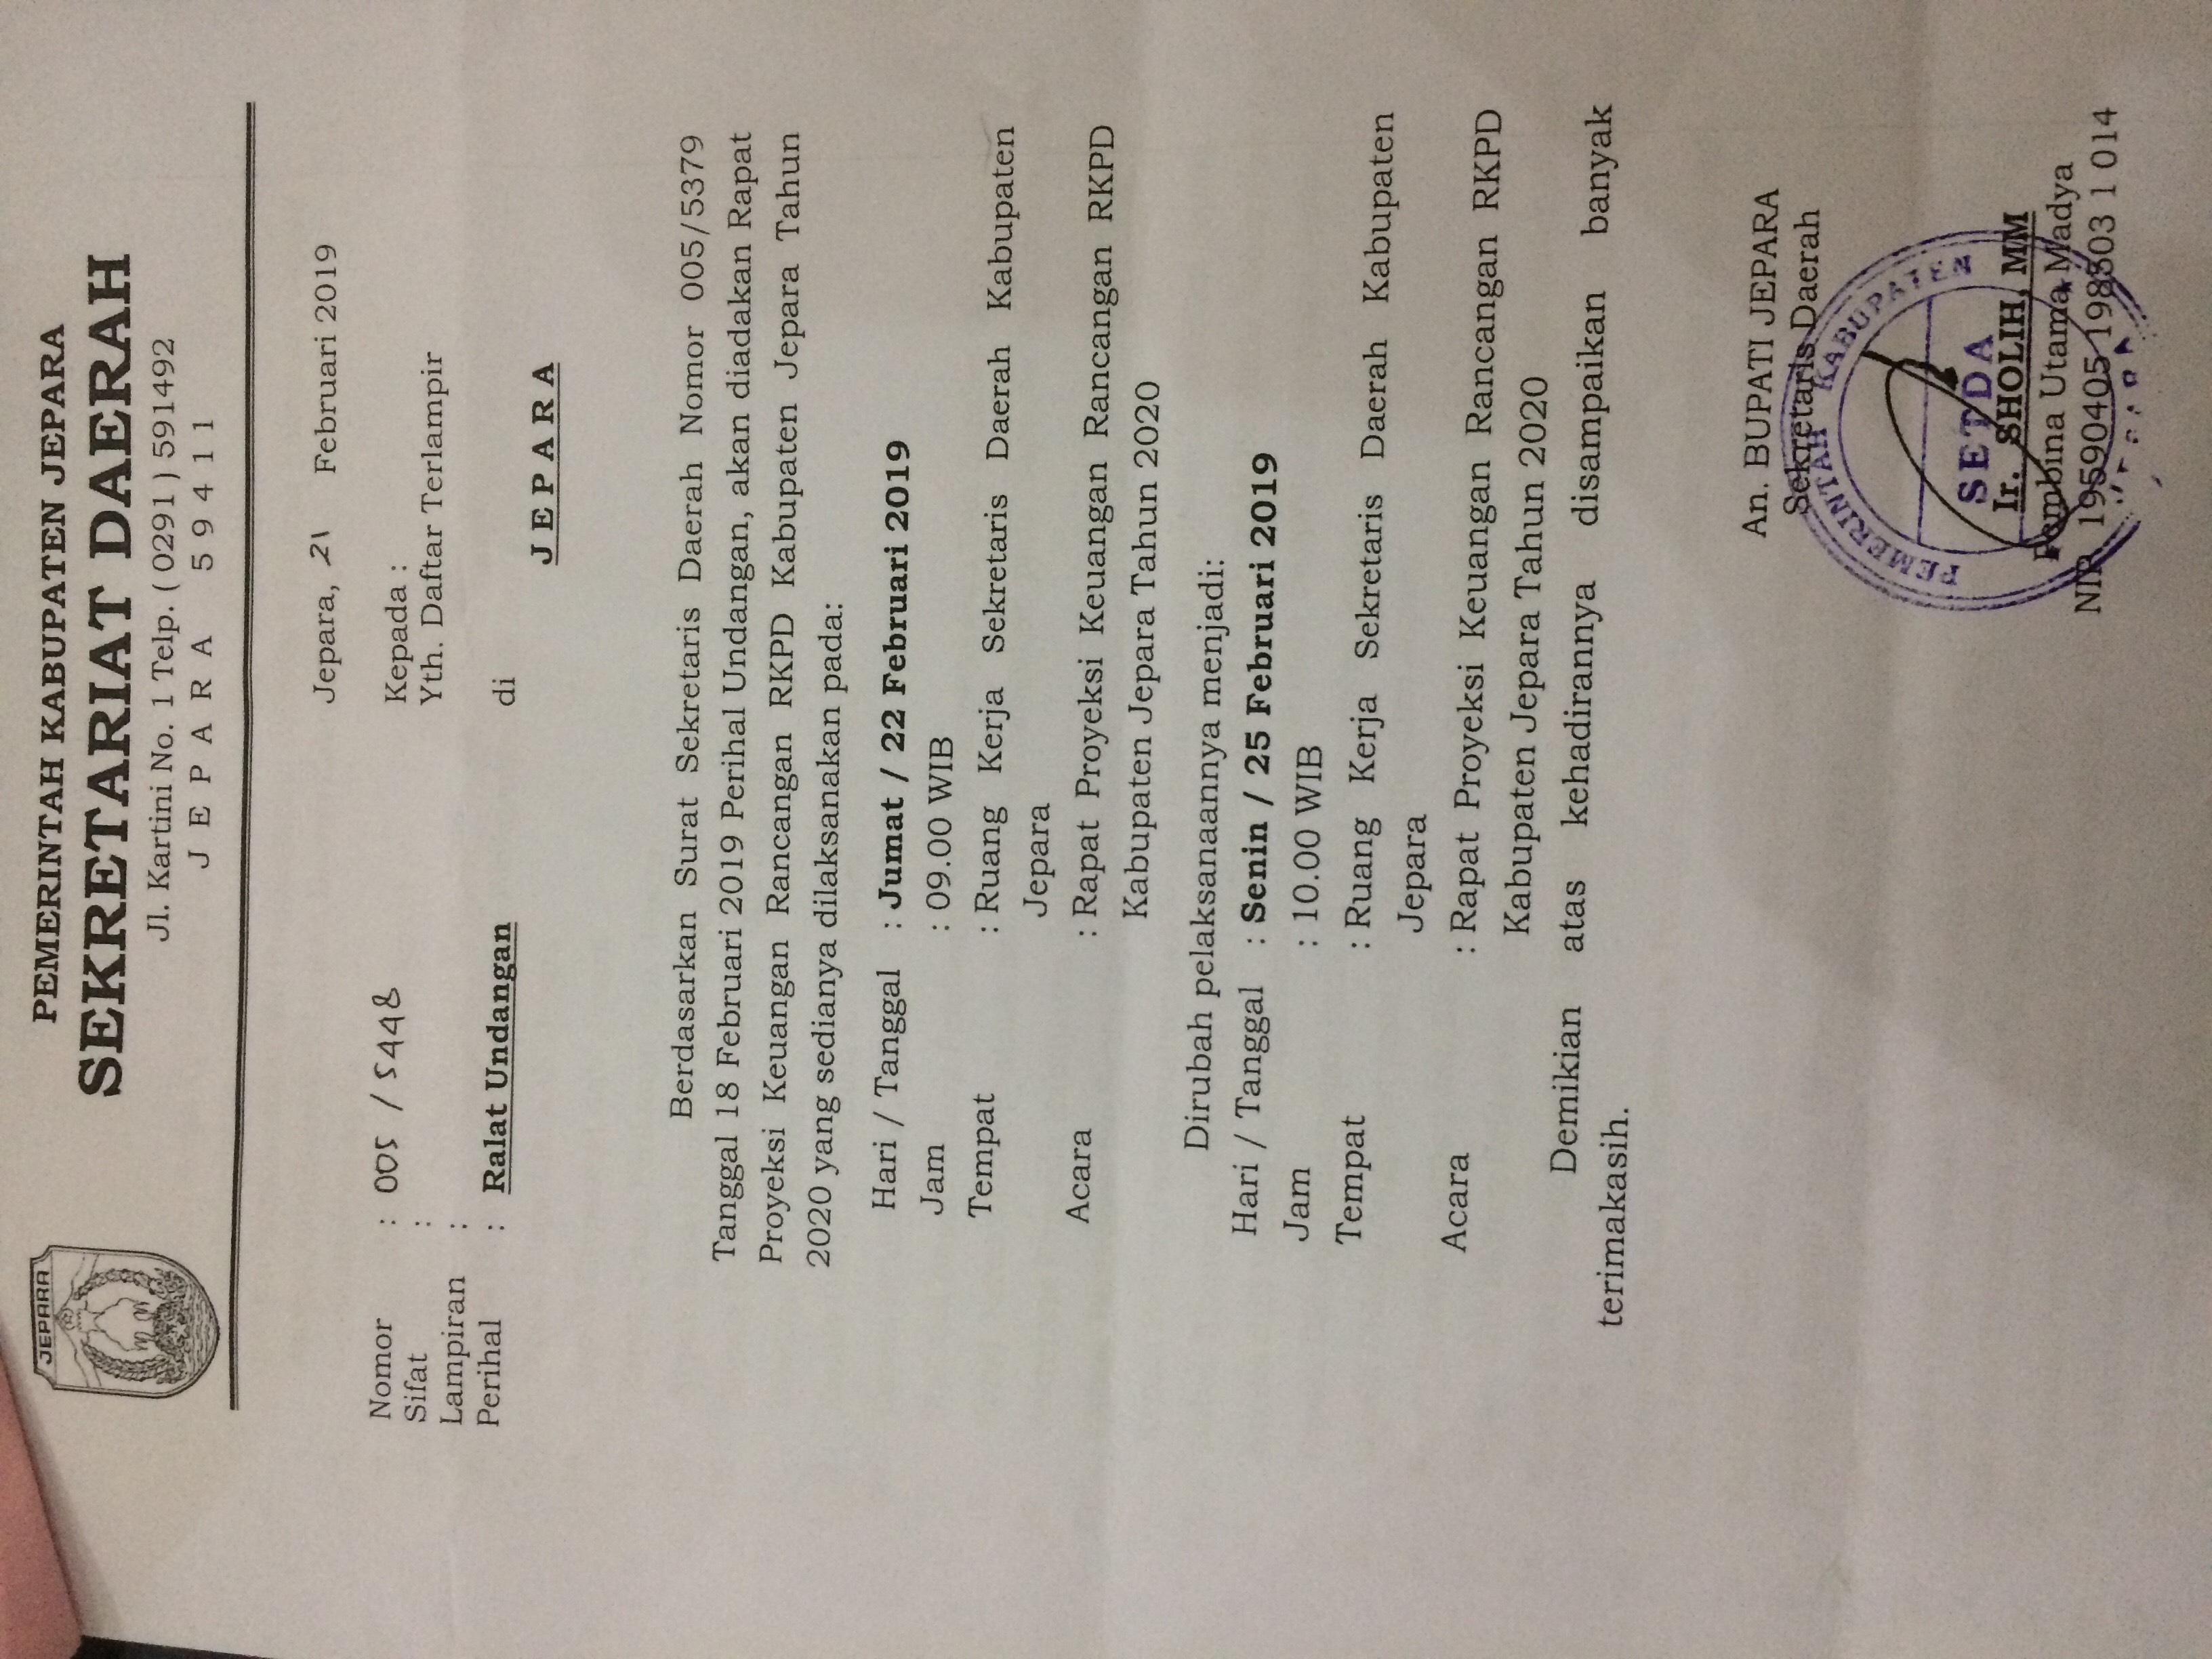 JEPARA
PEMERINTAH KABUPATEN JEPARA
SEKRETARIAT DAERAH
Jl. Kartini No. 1 Telp. ( 0291 ) 591492
J E P A R A 5 9 4 1 1
Jepara, 21 Februari 2019
Nomor : 005 / 5448
Sifat :
Lampiran :
Perihal : Ralat Undangan
Kepada :
Yth. Daftar Terlampir
di
J E P A R A
Berdasarkan Surat Sekretaris Daerah Nomor 005/5379
Tanggal 18 Februari 2019 Perihal Undangan, akan diadakan Rapat
Proyeksi Keuangan Rancangan RKPD Kabupaten Jepara Tahun
2020 yang sedianya dilaksanakan pada:
Hari / Tanggal : Jumat / 22 Februari 2019
Jam : 09.00 WIB
Tempat : Ruang Kerja Sekretaris Daerah Kabupaten
Jepara
Acara : Rapat Proyeksi Keuangan Rancangan RKPD
Kabupaten Jepara Tahun 2020
Dirubah pelaksanaannya menjadi:
Hari / Tanggal : Senin / 25 Februari 2019
Jam : 10.00 WIB
Tempat : Ruang Kerja Sekretaris Daerah Kabupaten
Jepara
Acara : Rapat Proyeksi Keuangan Rancangan RKPD
Kabupaten Jepara Tahun 2020
Demikian atas kehadirannya disampaikan banyak
terimakasih.
An. BUPATI JEPARA
Sekretaris Daerah
PEMERINTAH KABUPATEN
SETDA
Ir. SHOLIH, MM
Pembina Utama Madya
NIP. 19590405 198503 1 014
JEPARA